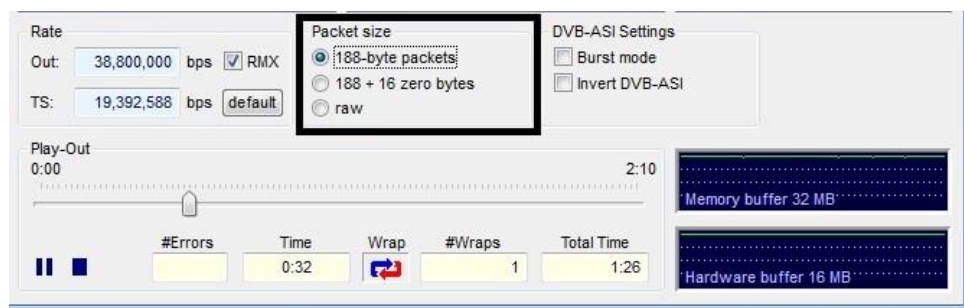 Rate
Out: 38,800,000 bps RMX
TS: 19,392,588 bps default
Packet size
188-byte packets
188 + 16 zero bytes
raw
DVB-ASI Settings
Burst mode
Invert DVB-ASI
Play-Out
0:00 2:10
#Errors Time Wrap #Wraps Total Time
0:32 1 1:26
Memory buffer 32 MB
Hardware buffer 16 MB